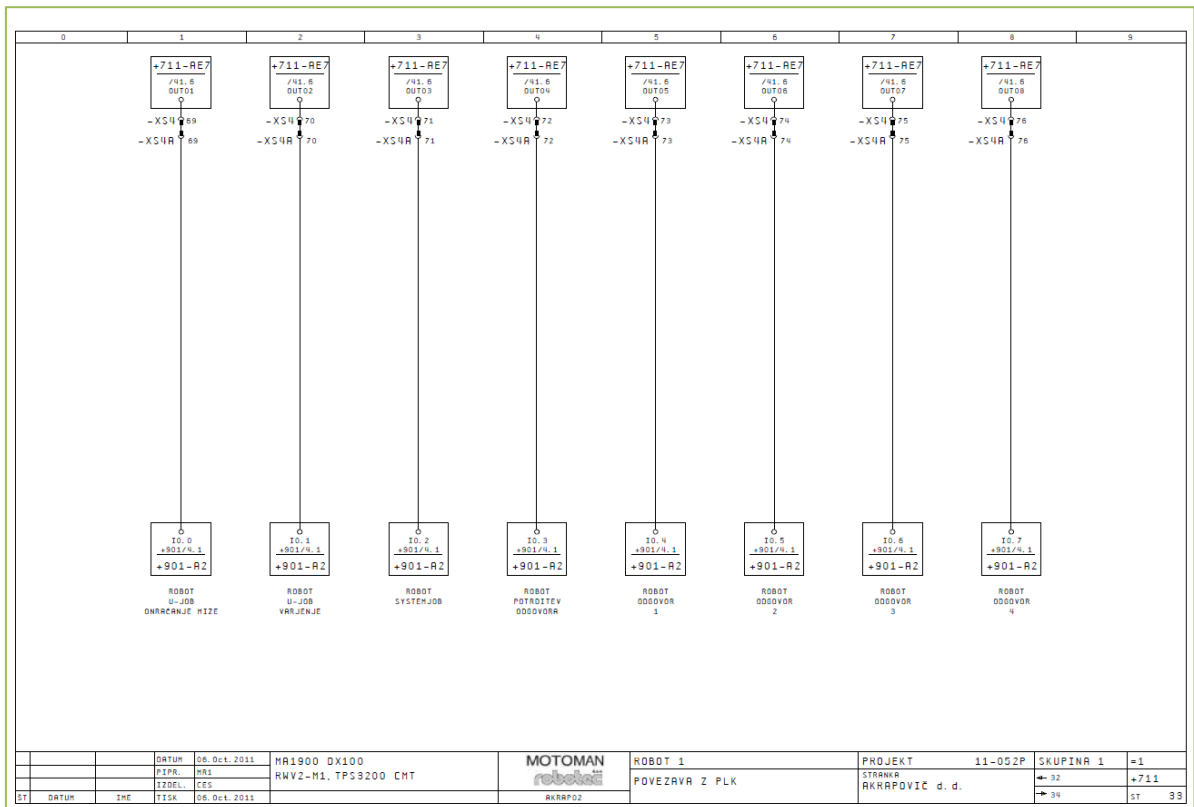 0 1 2 3 4 5 6 7 8 9
+711-AE7 +711-AE7 +711-AE7 +711-AE7 +711-AE7 +711-AE7 +711-AE7 +711-AE7
/41.6 /41.6 /41.6 /41.6 /41.6 /41.6 /41.6 /41.6
OUT01 OUT02 OUT03 OUT04 OUT05 OUT06 OUT07 OUT08
-XS4 69 -XS4 70 -XS4 71 -XS4 72 -XS4 73 -XS4 74 -XS4 75 -XS4 76
-XS4A 69 -XS4A 70 -XS4A 71 -XS4A 72 -XS4A 73 -XS4A 74 -XS4A 75 -XS4A 76
I0.0 I0.1 I0.2 I0.3 I0.4 I0.5 I0.6 I0.7
+901/4.1 +901/4.1 +901/4.1 +901/4.1 +901/4.1 +901/4.1 +901/4.1 +901/4.1
+901-A2 +901-A2 +901-A2 +901-A2 +901-A2 +901-A2 +901-A2 +901-A2
ROBOT ROBOT ROBOT ROBOT ROBOT ROBOT ROBOT ROBOT
U-JOB U-JOB SYSTEMJOB POTRDITEV ODGOVOR ODGOVOR ODGOVOR ODGOVOR
MIZE VARJENJE ODGOVORA 1 2 3 4
DATUM 06.Oct.2011 MA1900 DX100 MOTOMAN ROBOT 1 PROJEKT 11-052P SKUPINA 1 =1
PIPR. MR1 RWV2-M1, TPS3200 CMT robotec POVEZAVA Z PLK STRANKA 32 +711
IZDEL. CES AKRAPOVIČ d.d.
ST DATUM IME TISK 06.Oct.2011 AKRAP02 34 ST 33